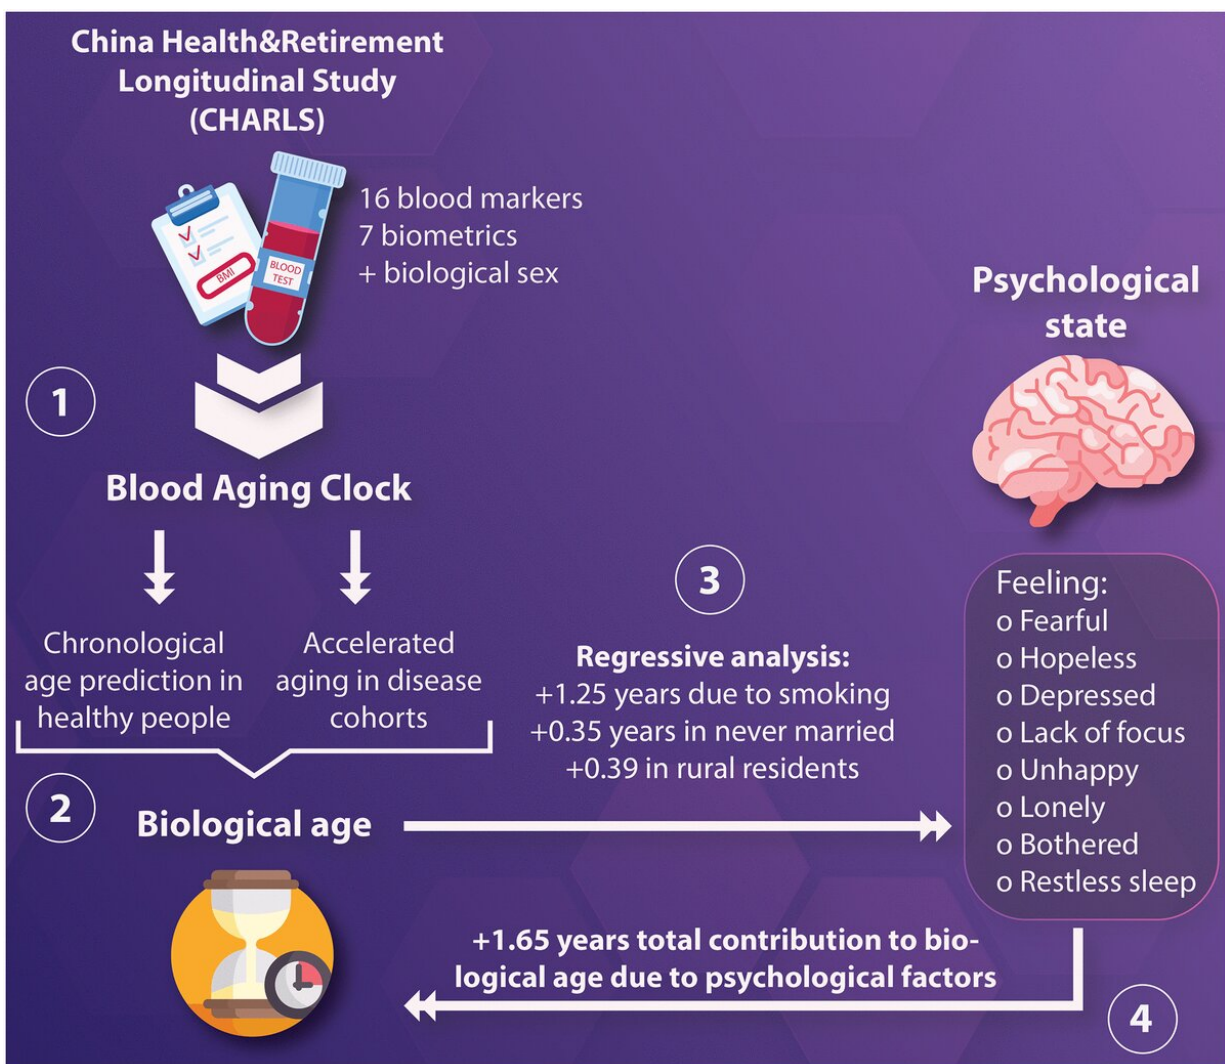 China Health&Retirement
Longitudinal Study
(CHARLS)
16 blood markers
7 biometrics
+ biological sex
BMI
BLOOD
TEST
1
Blood Aging Clock
Chronological
age prediction in
healthy people
Accelerated
aging in disease
cohorts
2
Biological age
3
Regressive analysis:
+1.25 years due to smoking
+0.35 years in never married
+0.39 in rural residents
Psychological
state
Feeling:
o Fearful
o Hopeless
o Depressed
o Lack of focus
o Unhappy
o Lonely
o Bothered
o Restless sleep
+1.65 years total contribution to bio-
logical age due to psychological factors
4